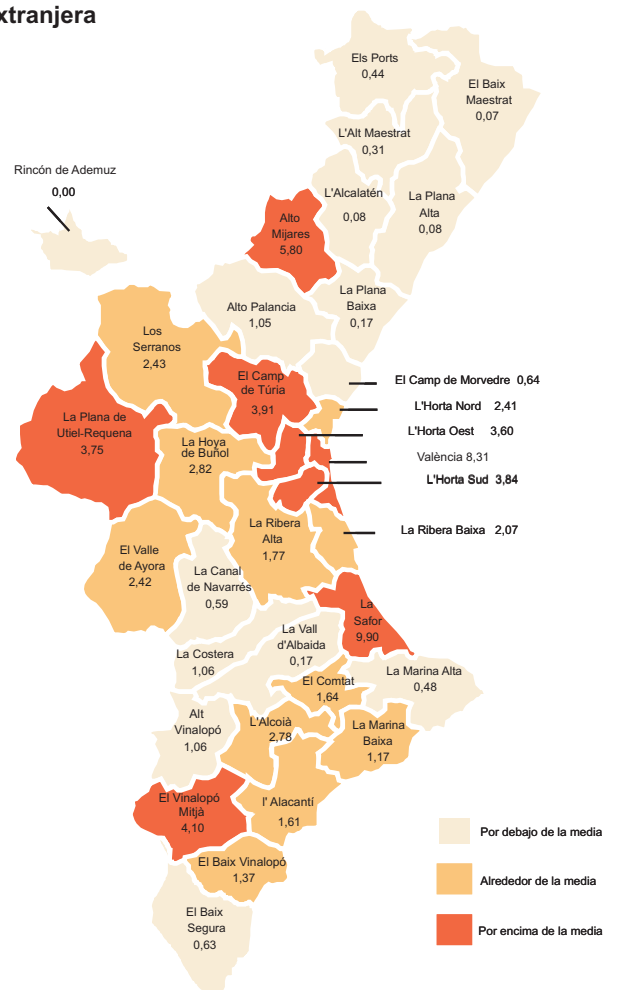 xtranjera
Els Ports
0,44
El Baix
Maestrat
0,07
L'Alt Maestrat
0,31
Rincón de Ademuz
0,00
L'Alcalatén
0,08
La Plana
Alta
0,08
Alto
Mijares
5,80
La Plana
Baixa
0,17
Alto Palancia
1,05
Los
Serranos
2,43
El Camp
de Túria
3,91
El Camp de Morvedre 0,64
L'Horta Nord 2,41
L'Horta Oest 3,60
València 8,31
L'Horta Sud 3,84
La Plana de
Utiel-Requena
3,75
La Hoya
de Buñol
2,82
La Ribera
Alta
1,77
La Ribera Baixa 2,07
El Valle
de Ayora
2,42
La Canal
de Navarrés
0,59
La
Safor
9,90
La Vall
d'Albaida
0,17
La Costera
1,06
El Comtat
1,64
La Marina Alta
0,48
Alt
Vinalopó
1,06
L'Alcoià
2,78
La Marina
Baixa
1,17
El Vinalopó
Mitjà
4,10
l' Alacantí
1,61
El Baix Vinalopó
1,37
El Baix
Segura
0,63
Por debajo de la media
Alrededor de la media
Por encima de la media